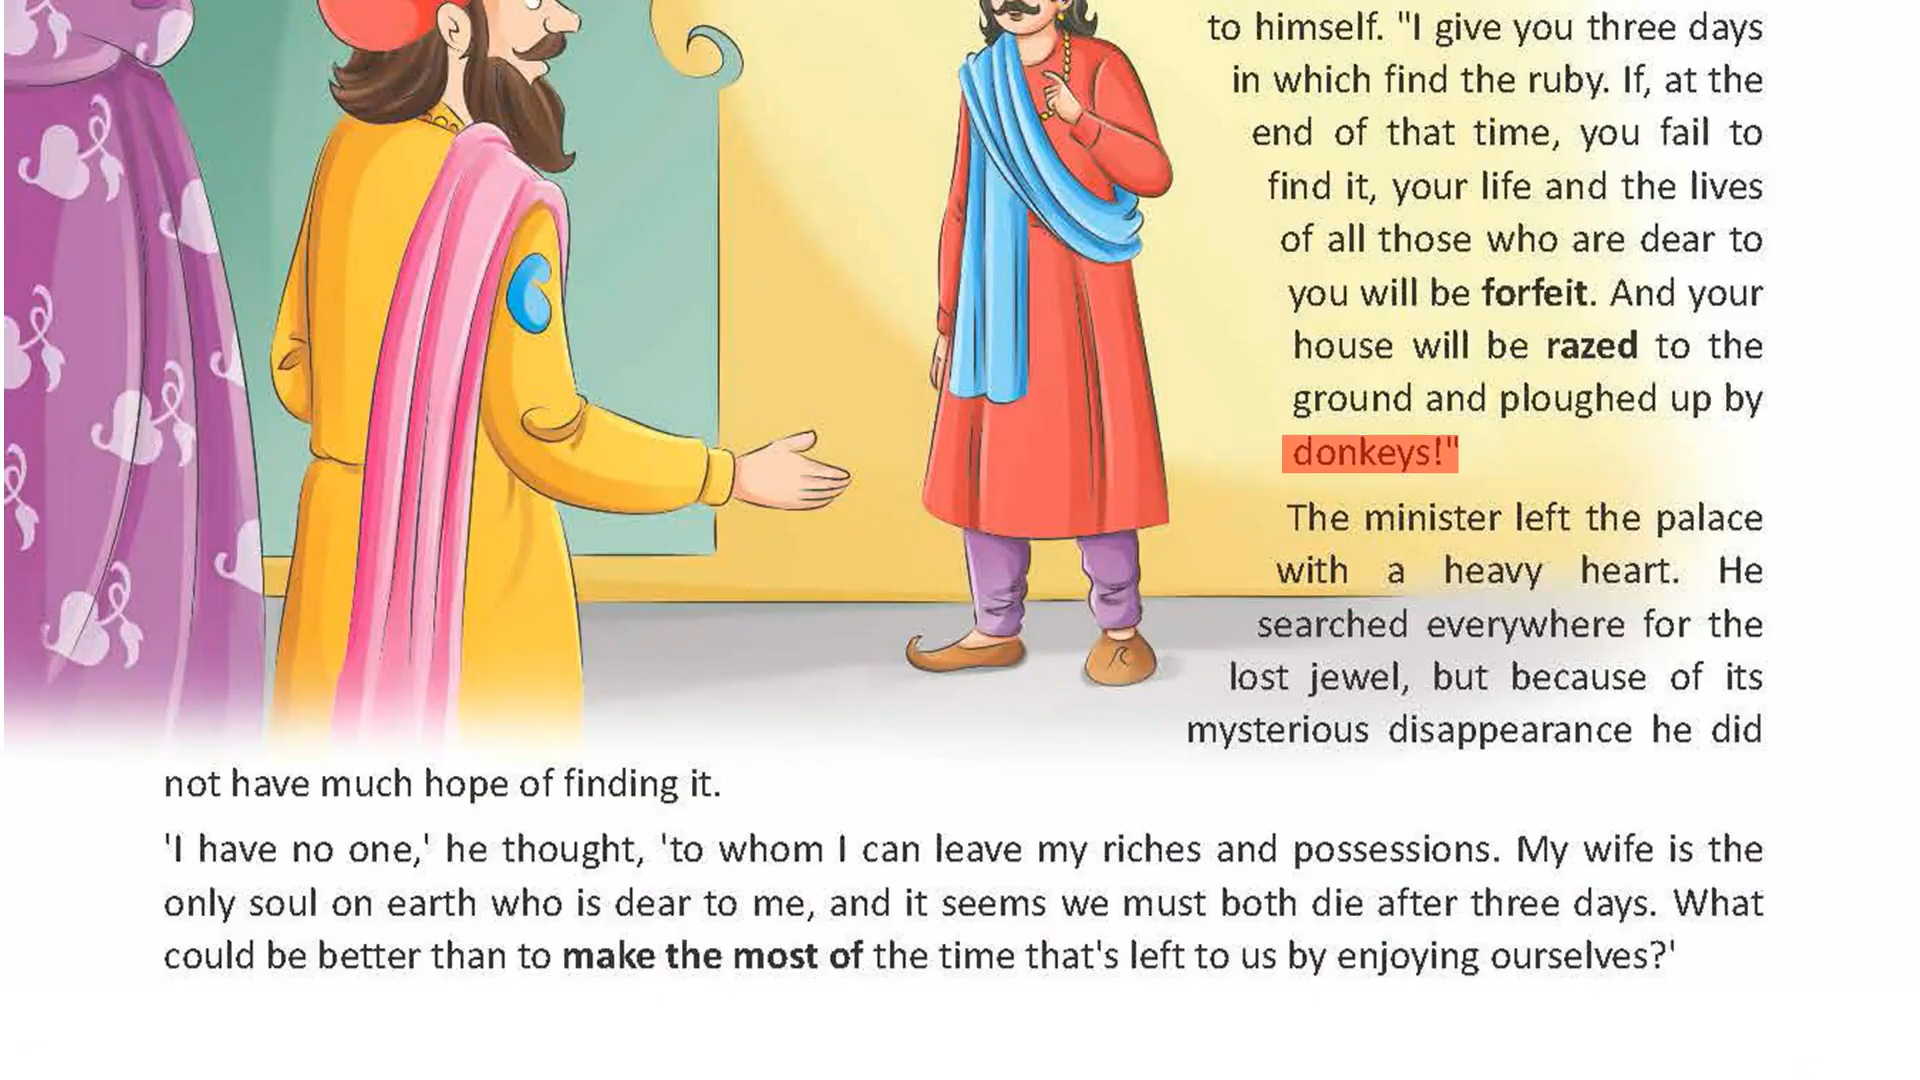 to himself. "I give you three days
in which find the ruby. If, at the
end of that time, you fail to
find it, your life and the lives
of all those who are dear to
you will be forfeit. And your
house will be razed to the
ground and ploughed up by
donkeys!"
The minister left the palace
with a heavy heart. He
searched everywhere for the
lost jewel, but because of its
mysterious disappearance he did
not have much hope of finding it.
'I have no one,' he thought, 'to whom I can leave my riches and possessions. My wife is the
only soul on earth who is dear to me, and it seems we must both die after three days. What
could be better than to make the most of the time that's left to us by enjoying ourselves?'